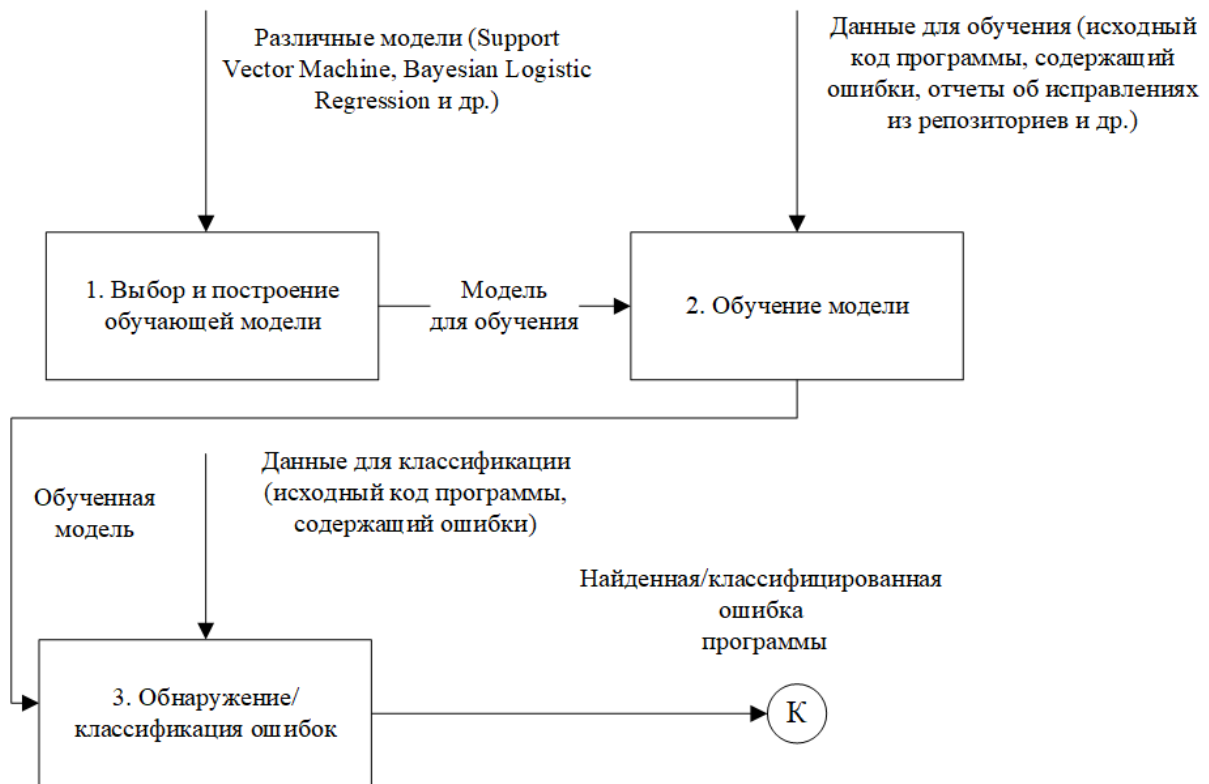 Различные модели (Support
Vector Machine, Bayesian Logistic
Regression и др.)
Данные для обучения (исходный
код программы, содержащий
ошибки, отчеты об исправлениях
из репозиториев и др.)
1. Выбор и построение
обучающей модели
Модель
для обучения
2. Обучение модели
Обученная
модель
Данные для классификации
(исходный код программы,
содержащий ошибки)
Найденная/классифицированная
ошибка
программы
3. Обнаружение/
классификация ошибок
К